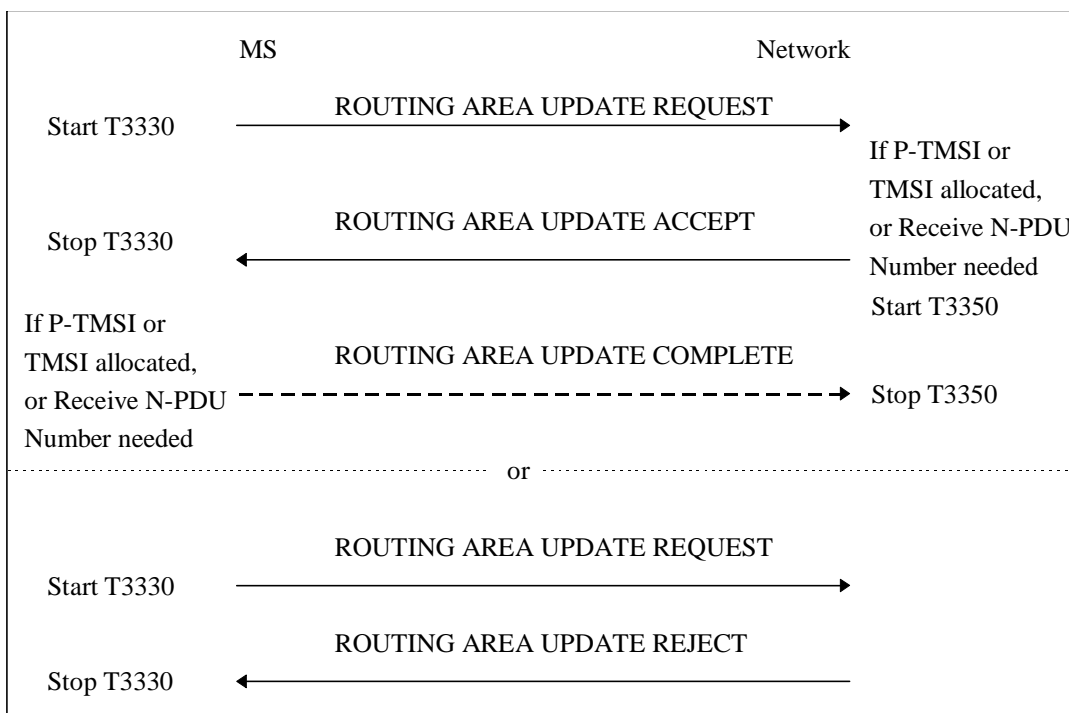 MS
Network
ROUTING AREA UPDATE REQUEST
Start T3330
If P-TMSI or
TMSI allocated,
or Receive N-PDU
Number needed
Start T3350
ROUTING AREA UPDATE ACCEPT
Stop T3330
If P-TMSI or
TMSI allocated,
or Receive N-PDU
Number needed
ROUTING AREA UPDATE COMPLETE
Stop T3350
or
ROUTING AREA UPDATE REQUEST
Start T3330
ROUTING AREA UPDATE REJECT
Stop T3330